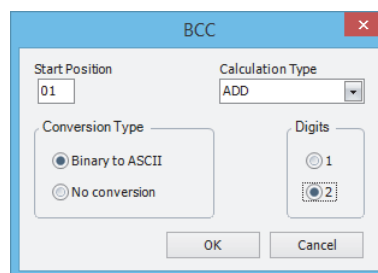 BCC
Start Position
Calculation Type
01
ADD
Conversion Type
Digits
Binary to ASCII
1
No conversion
2
OK
Cancel